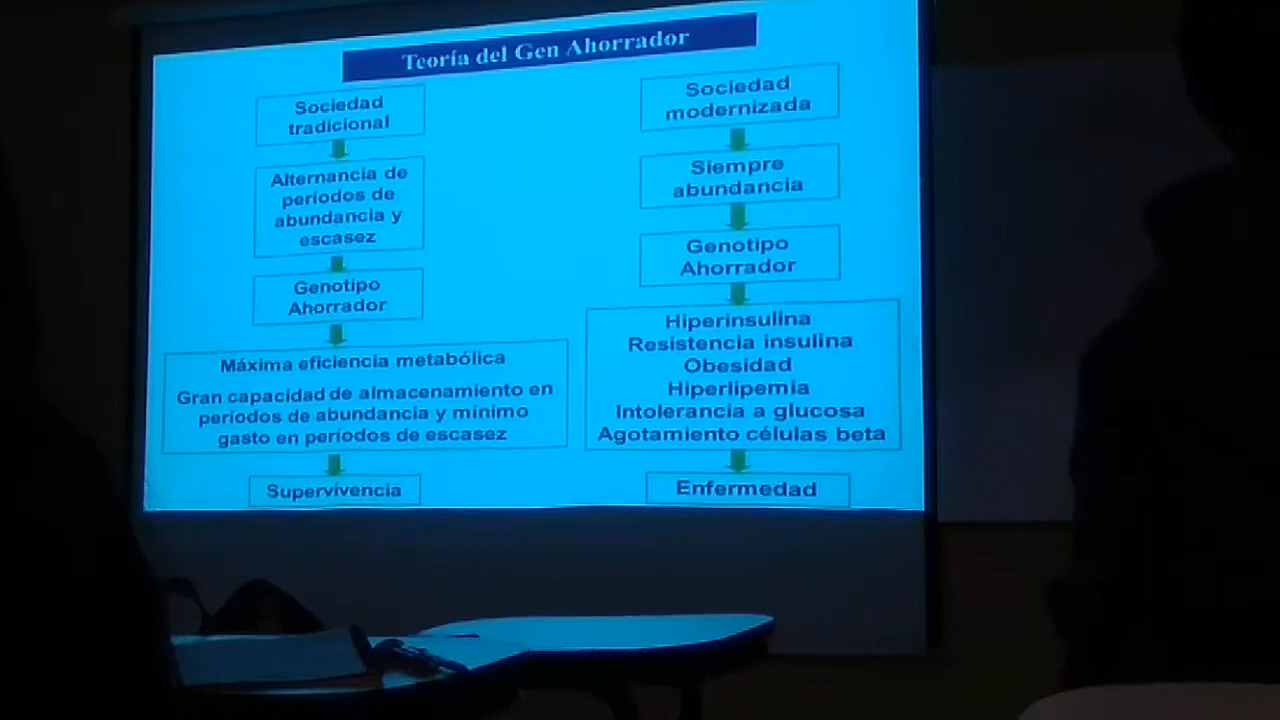 Teoría del Gen Ahorrador
Sociedad
tradicional
Alternancia de
períodos de
abundancia y
escasez
Genotipo
Ahorrador
Máxima eficiencia metabólica
Gran capacidad de almacenamiento en
períodos de abundancia y mínimo
gasto en períodos de escasez
Supervivencia
Sociedad
modernizada
Siempre
abundancia
Genotipo
Ahorrador
Hiperinsulina
Resistencia insulina
Obesidad
Hiperlipemia
Intolerancia a glucosa
Agotamiento células beta
Enfermedad